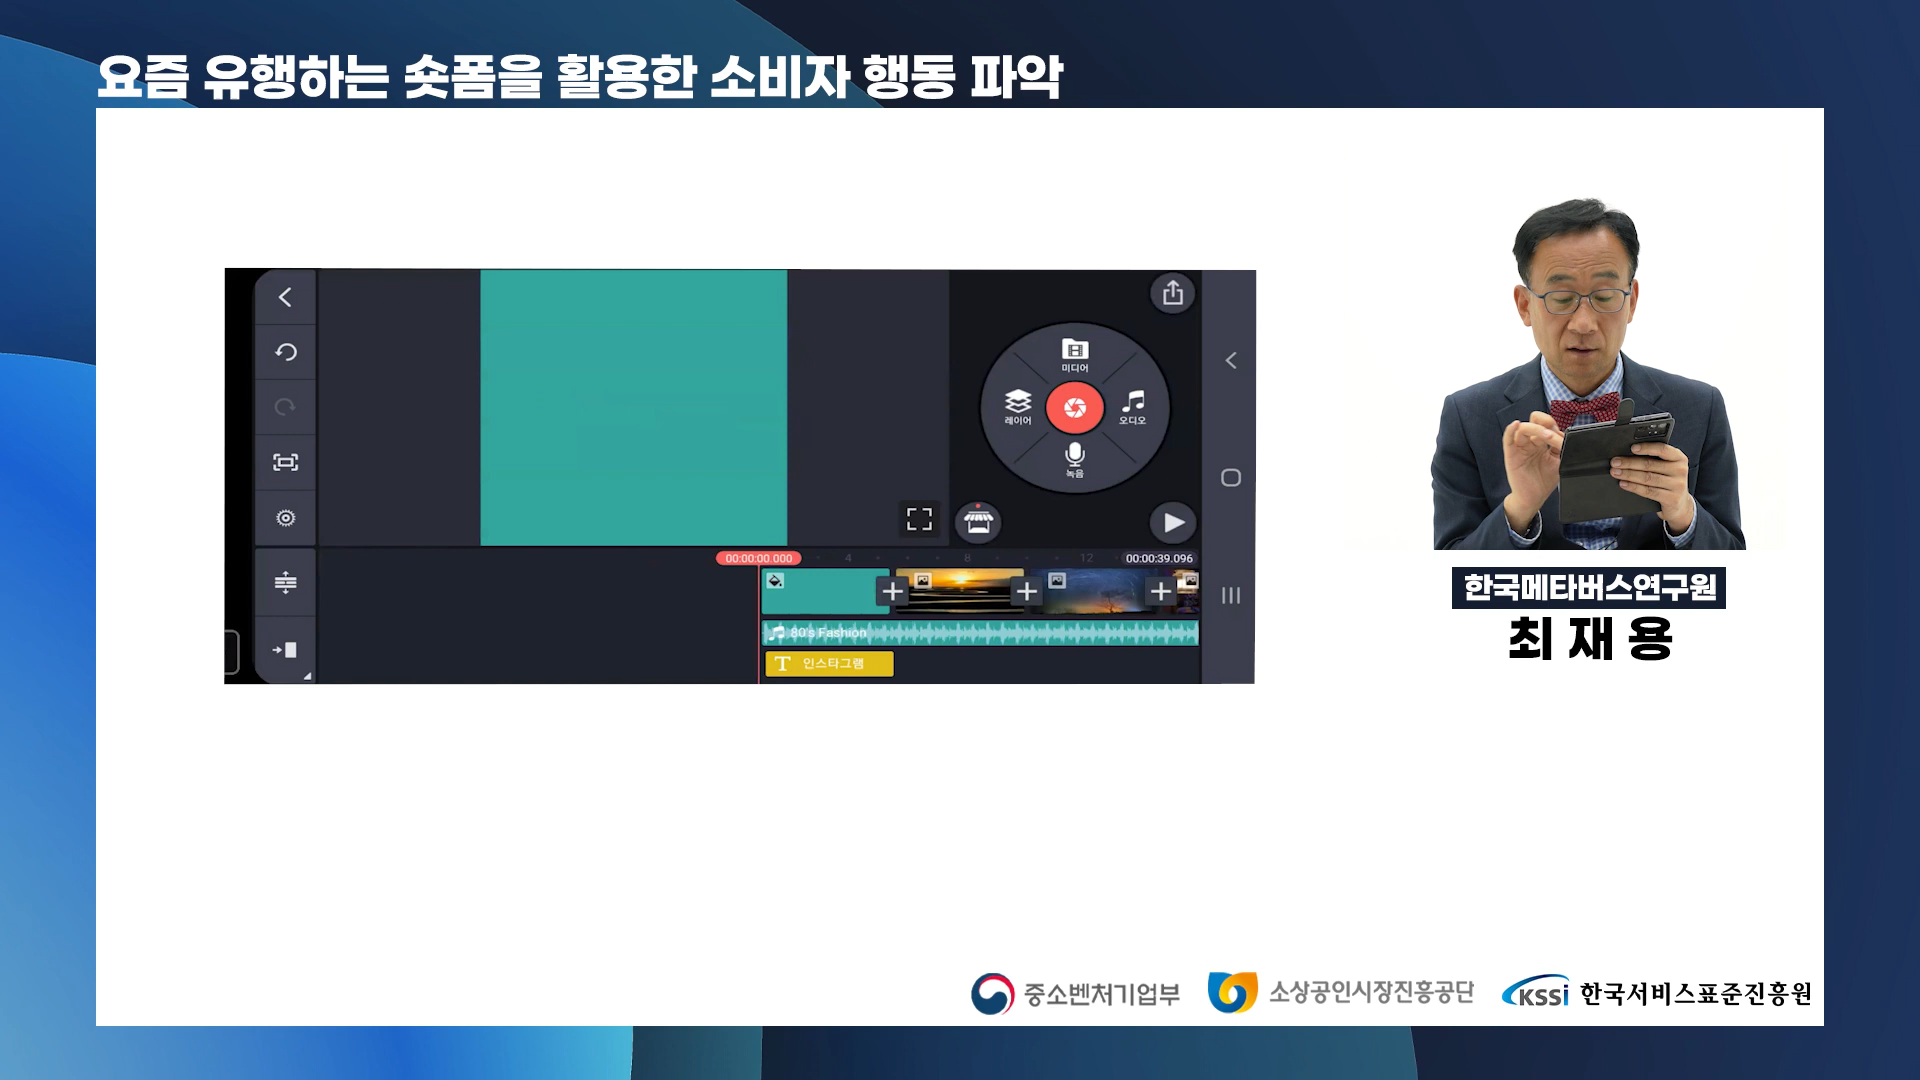 요즘 유행하는 숏폼을 활용한 소비자 행동 파악
미디어
레이어
오디오
녹음
00:00:00.000
4
8
12
00:00:39.096
80's Fashion
T 인스타그램
한국메타버스연구원
최재용
중소벤처기업부
소상공인시장진흥공단
KSSi 한국서비스표준진흥원